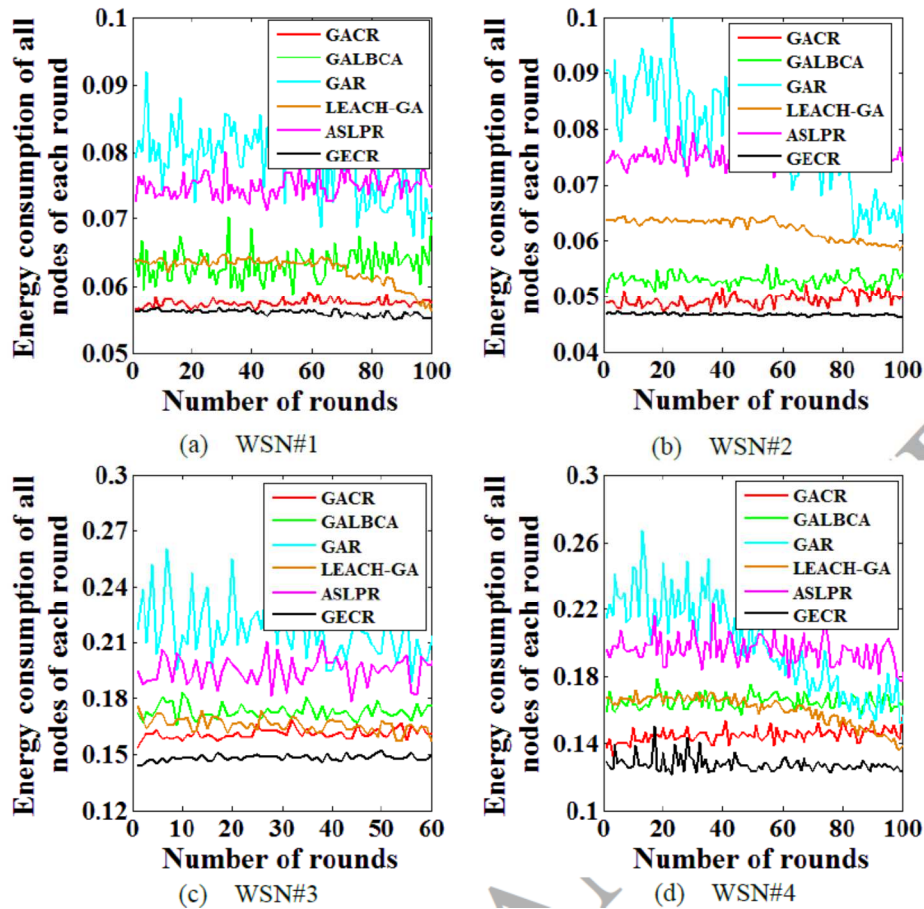 Energy consumption of all
nodes of each round
0.1
0.09
0.08
0.07
0.06
0.05
GACR
GALBCA
GAR
LEACH-GA
ASLPR
GECR
0 20 40 60 80 100
Number of rounds
(a) WSN#1
Energy consumption of all
nodes of each round
0.1
0.09
0.08
0.07
0.06
0.05
0.04
GACR
GALBCA
GAR
LEACH-GA
ASLPR
GECR
0 20 40 60 80 100
Number of rounds
(b) WSN#2
Energy consumption of all
nodes of each round
0.3
0.27
0.24
0.21
0.18
0.15
0.12
GACR
GALBCA
GAR
LEACH-GA
ASLPR
GECR
0 10 20 30 40 50 60
Number of rounds
(c) WSN#3
Energy consumption of all
nodes of each round
0.3
0.26
0.22
0.18
0.14
0.1
GACR
GALBCA
GAR
LEACH-GA
ASLPR
GECR
0 20 40 60 80 100
Number of rounds
(d) WSN#4